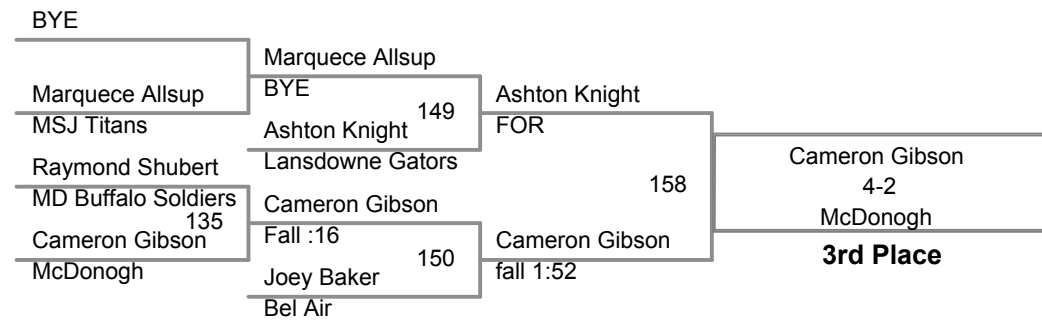 BYE
Marquece Allsup
MSJ Titans
Raymond Shubert
MD Buffalo Soldiers
135
Cameron Gibson
McDonogh
Marquece Allsup
BYE
149
Ashton Knight
Lansdowne Gators
Cameron Gibson
Fall :16
150
Joey Baker
Bel Air
Ashton Knight
FOR
158
Cameron Gibson
fall 1:52
Cameron Gibson
4-2
McDonogh
3rd Place